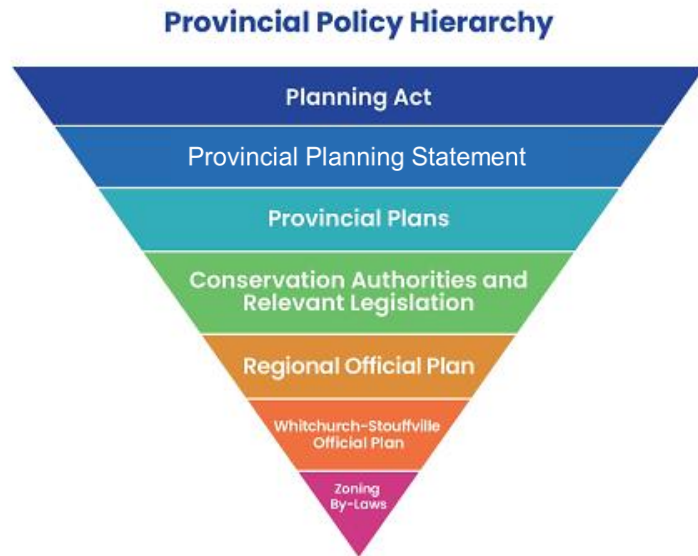 Provincial Policy Hierarchy
Planning Act
Provincial Planning Statement
Provincial Plans
Conservation Authorities and
Relevant Legislation
Regional Official Plan
Whitchurch-Stouffville
Official Plan
Zoning
By-Laws